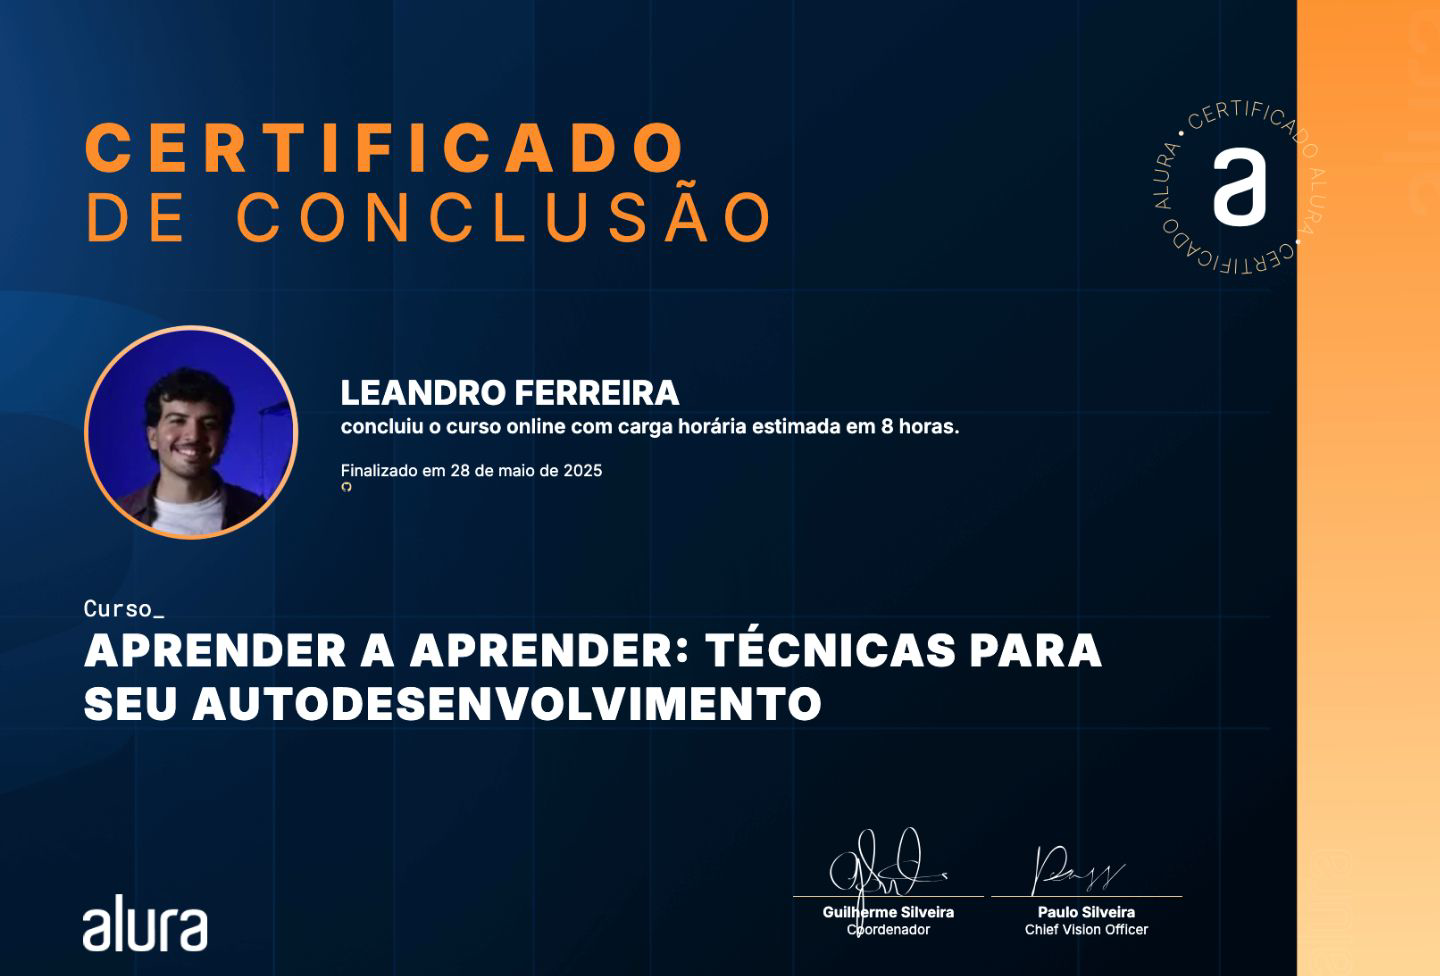 CERTIFICADO
DE CONCLUSÃO
CERTIFICADO ALURA • CERTIFICADO ALURA •
a
LEANDRO FERREIRA
concluiu o curso online com carga horária estimada em 8 horas.
Finalizado em 28 de maio de 2025
Curso_
APRENDER A APRENDER: TÉCNICAS PARA
SEU AUTODESENVOLVIMENTO
Guilherme Silveira
Coordenador
Paulo Silveira
Chief Vision Officer
alura